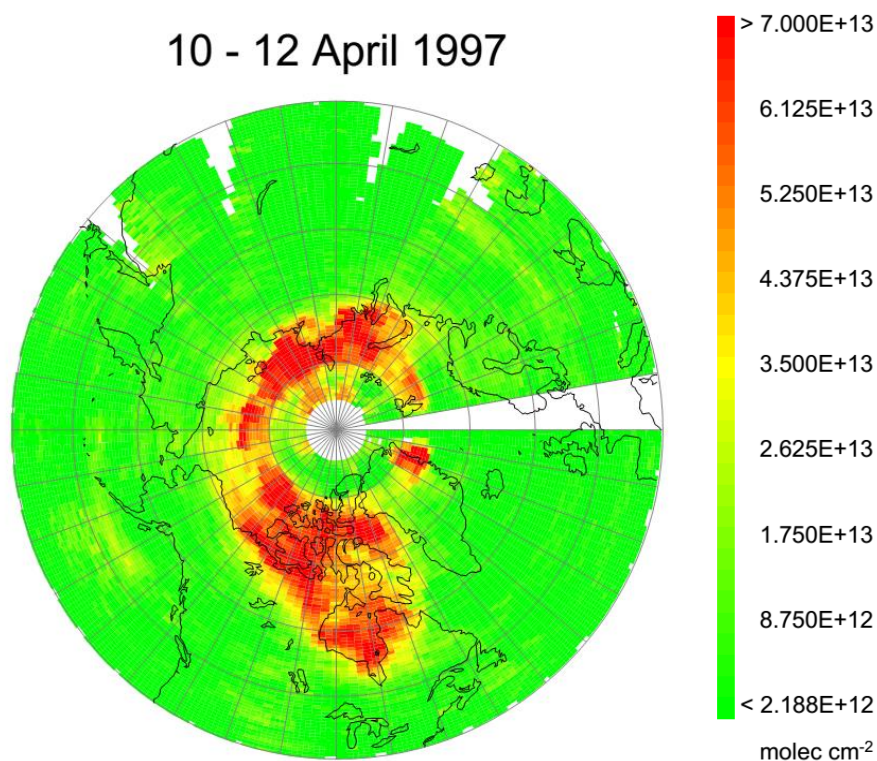 10 - 12 April 1997
> 7.000E+13
6.125E+13
5.250E+13
4.375E+13
3.500E+13
2.625E+13
1.750E+13
8.750E+12
< 2.188E+12
molec cm-2